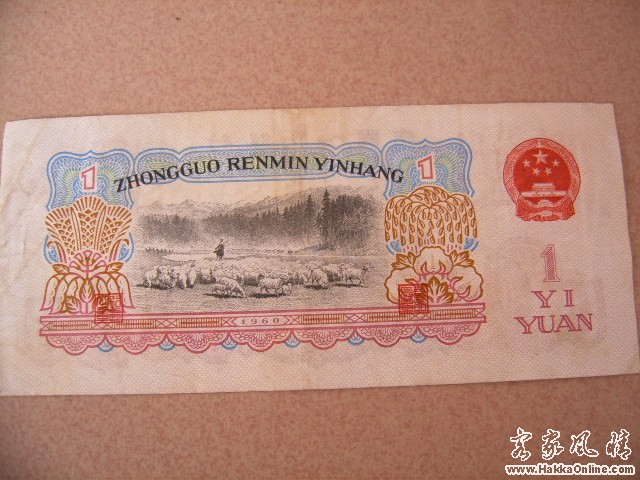 ZHONGGUO RENMIN YINHANG
1
1
1
YI
YUAN
1960
客家风情
www.HakkaOnline.com